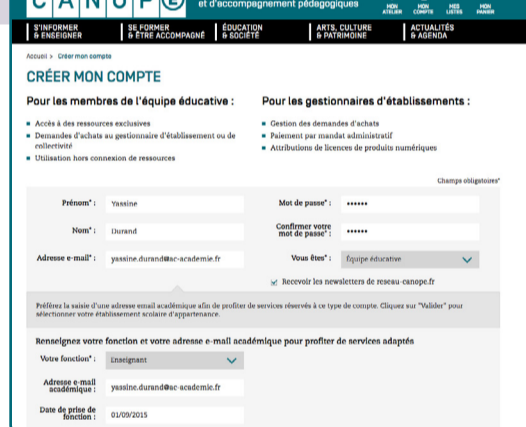 CANOPÉ
et d'accompagnement pédagogiques
MON ATELIER
MON COMPTE
MES LISTES
MON PANIER
S'INFORMER & ENSEIGNER
SE FORMER & ÊTRE ACCOMPAGNÉ
ÉDUCATION & SOCIÉTÉ
ARTS, CULTURE & PATRIMOINE
ACTUALITÉS & AGENDA
Accueil > Créer mon compte
CRÉER MON COMPTE
Pour les membres de l'équipe éducative :
Accès à des ressources exclusives
Demandes d'achats au gestionnaire d'établissement ou de
collectivité
Utilisation hors connexion de ressources
Pour les gestionnaires d'établissements :
Gestion des demandes d'achats
Paiement par mandat administratif
Attributions de licences de produits numériques
Champs obligatoires*
Prénom* : Yassine
Nom* : Durand
Adresse e-mail* : yassine.durand@ac-academie.fr
Mot de passe* : ••••••
Confirmer votre
mot de passe* : ••••••
Vous êtes* : Équipe éducative
Recevoir les newsletters de reseau-canope.fr
Préférez la saisie d'une adresse email académique afin de profiter de services réservés à ce type de compte. Cliquez sur "Valider" pour
sélectionner votre établissement scolaire d'appartenance.
Renseignez votre fonction et votre adresse e-mail académique pour profiter de services adaptés
Votre fonction* : Enseignant
Adresse e-mail
académique : yassine.durand@ac-academie.fr
Date de prise de
fonction : 01/09/2015